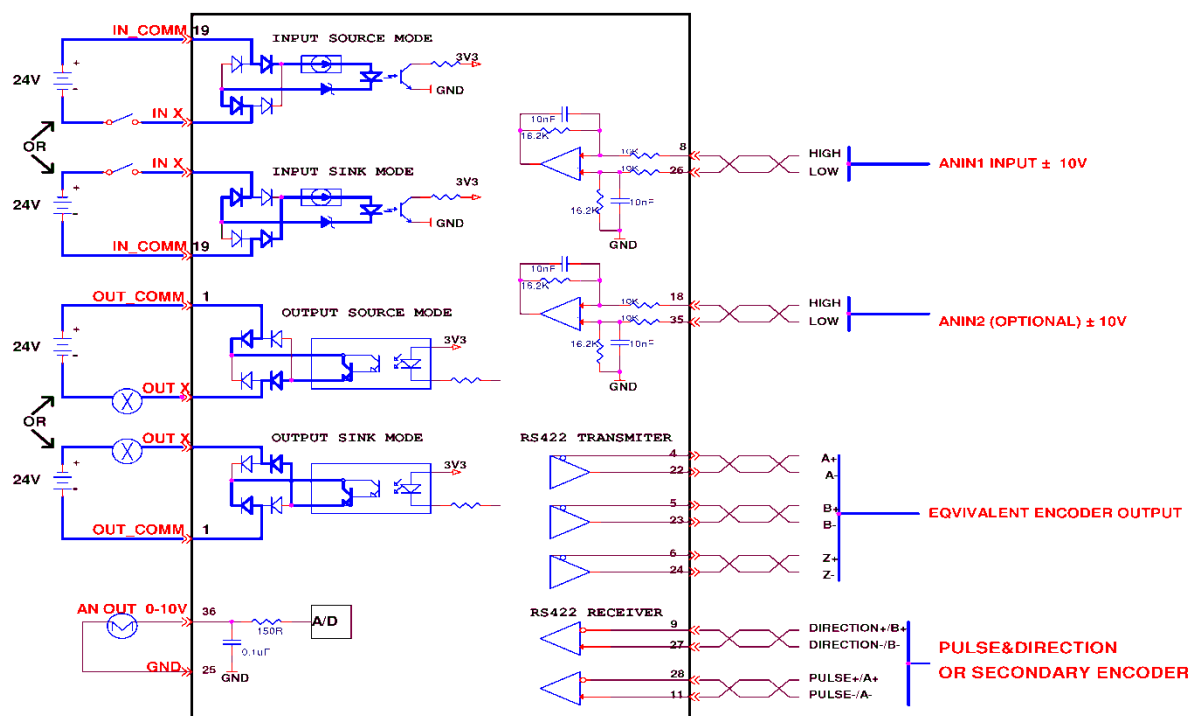 IN_COMM 19
INPUT SOURCE MODE
3V3
24V
+
-
GND
IN X
OR
IN X
INPUT SINK MODE
3V3
24V
+
-
GND
IN_COMM 19
OUT_COMM 1
OUTPUT SOURCE MODE
3V3
24V
+
-
OUT X
OR
OUT X
OUTPUT SINK MODE
3V3
24V
+
-
OUT_COMM 1
AN OUT 0-10V 36
150R
A/D
0.1uF
GND 25
GND
10nF
16.2K
10K
8
HIGH
10K
26
LOW
ANIN1 INPUT ± 10V
16.2K
10nF
GND
10nF
16.2K
10K
18
HIGH
10K
35
LOW
ANIN2 (OPTIONAL) ± 10V
16.2K
10nF
GND
RS422 TRANSMITER
4
A+
22
A-
5
B+
23
B-
EQVIVALENT ENCODER OUTPUT
6
Z+
24
Z-
RS422 RECEIVER
9
DIRECTION+/B+
27
DIRECTION-/B-
28
PULSE+/A+
11
PULSE-/A-
PULSE&DIRECTION
OR SECONDARY ENCODER